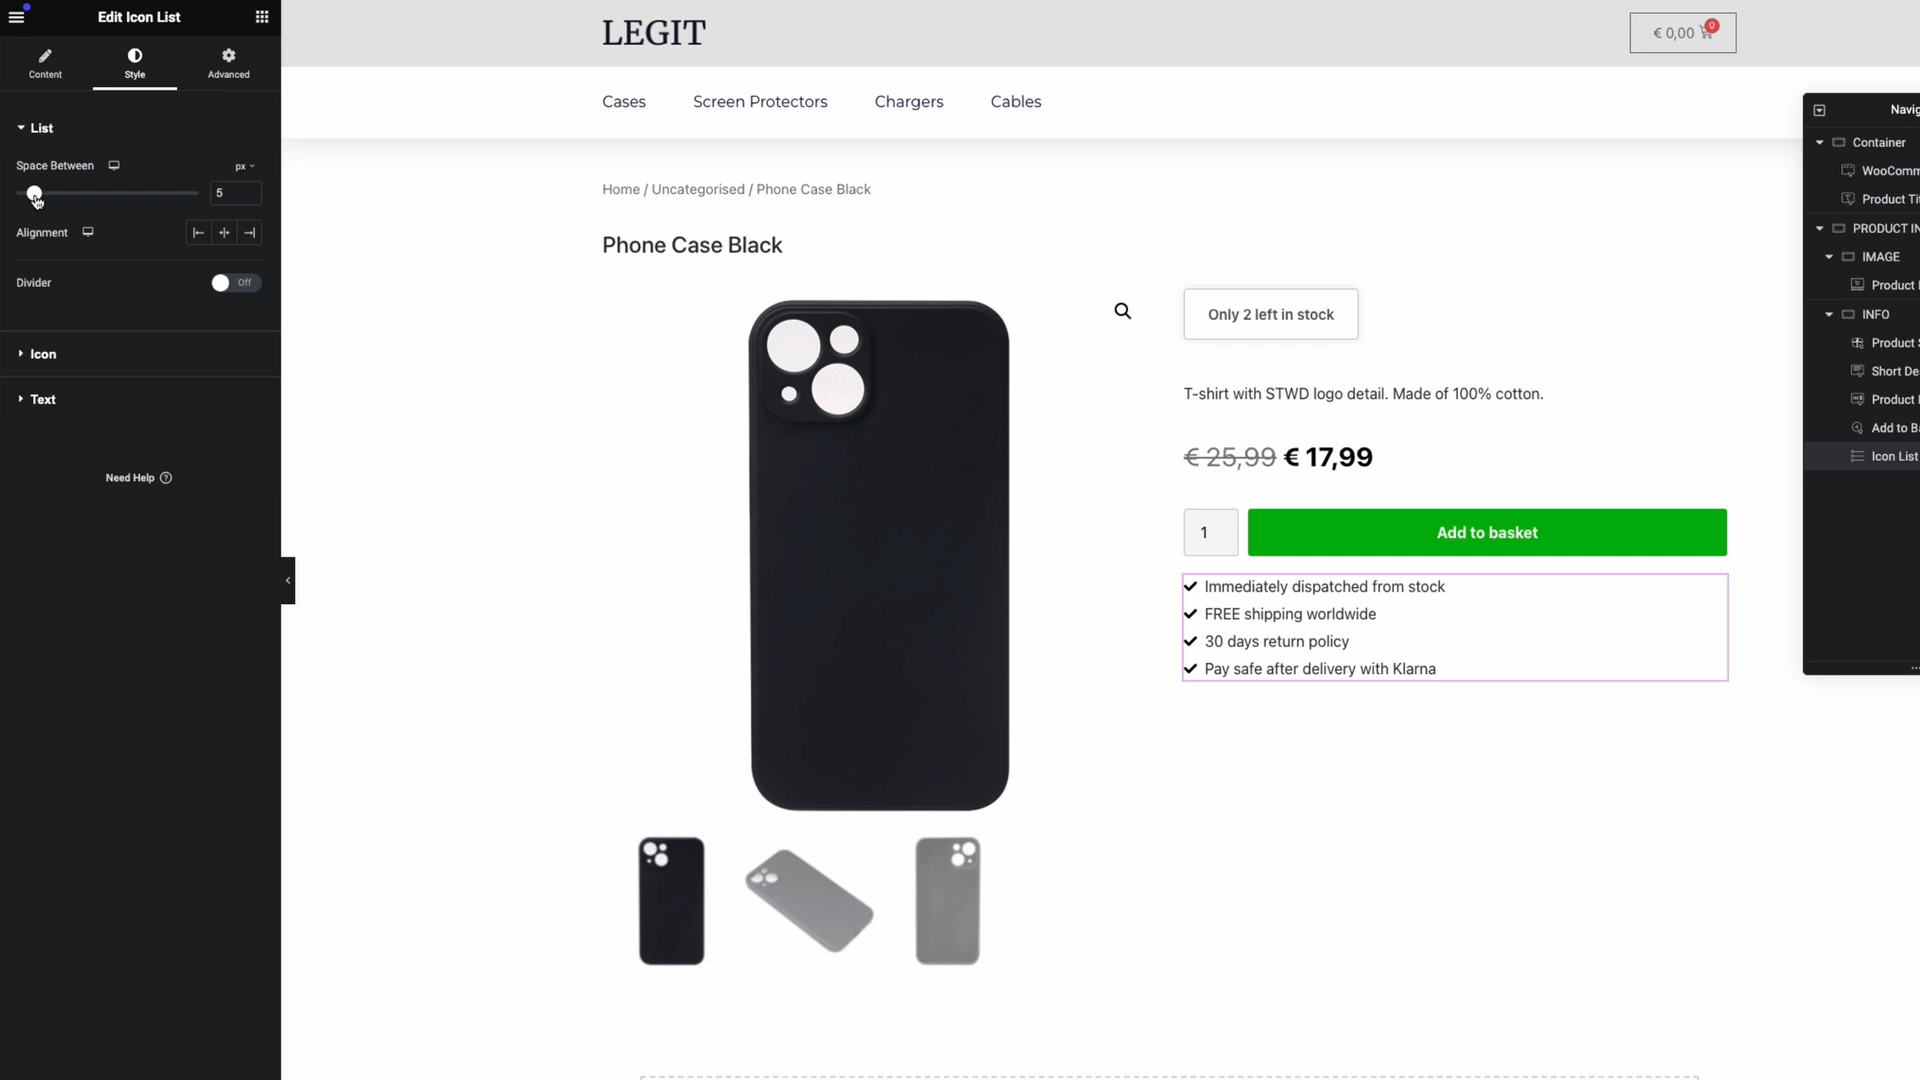 Edit Icon List
Content
Style
Advanced
List
Space Between
px
5
Alignment
Divider
Off
Icon
Text
Need Help
LEGIT
€ 0,00
0
Cases
Screen Protectors
Chargers
Cables
Home / Uncategorised / Phone Case Black
Phone Case Black
Only 2 left in stock
T-shirt with STWD logo detail. Made of 100% cotton.
€ 25,99 € 17,99
1
Add to basket
Immediately dispatched from stock
FREE shipping worldwide
30 days return policy
Pay safe after delivery with Klarna
Navig
Container
WooComm
Product Tit
PRODUCT IN
IMAGE
Product I
INFO
Product S
Short De
Product
Add to Ba
Icon List